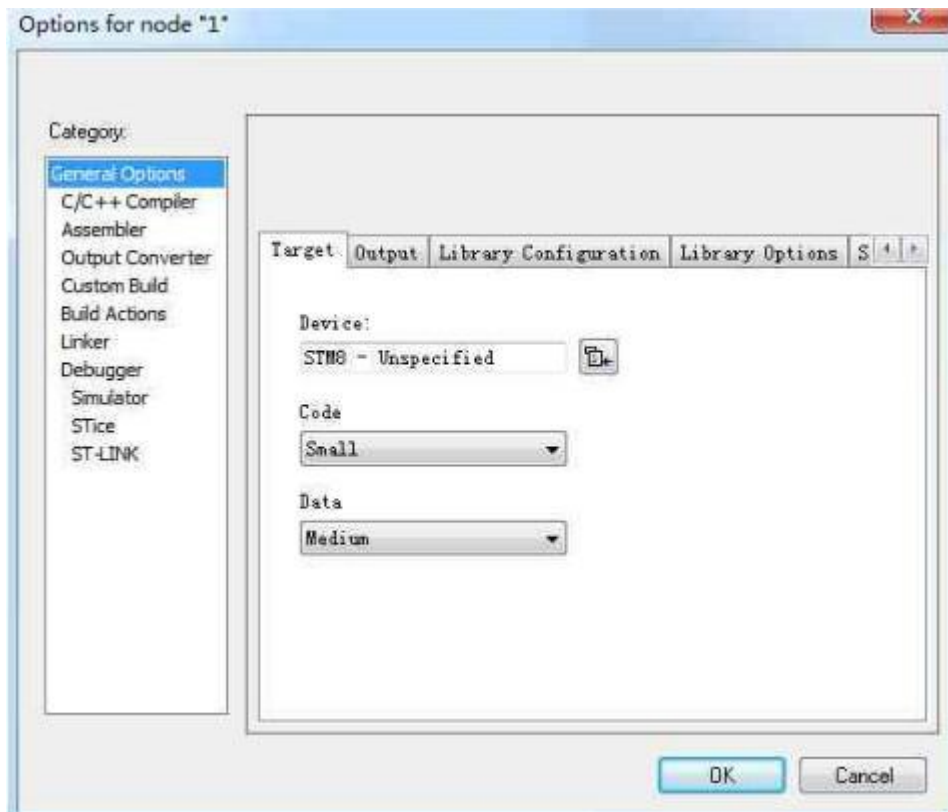 Options for node "1"
Category:
General Options
C/C++ Compiler
Assembler
Output Converter
Custom Build
Build Actions
Linker
Debugger
Simulator
STice
ST-LINK
Target Output Library Configuration Library Options S
Device:
STM8 - Unspecified
Code
Small
Data
Medium
OK Cancel